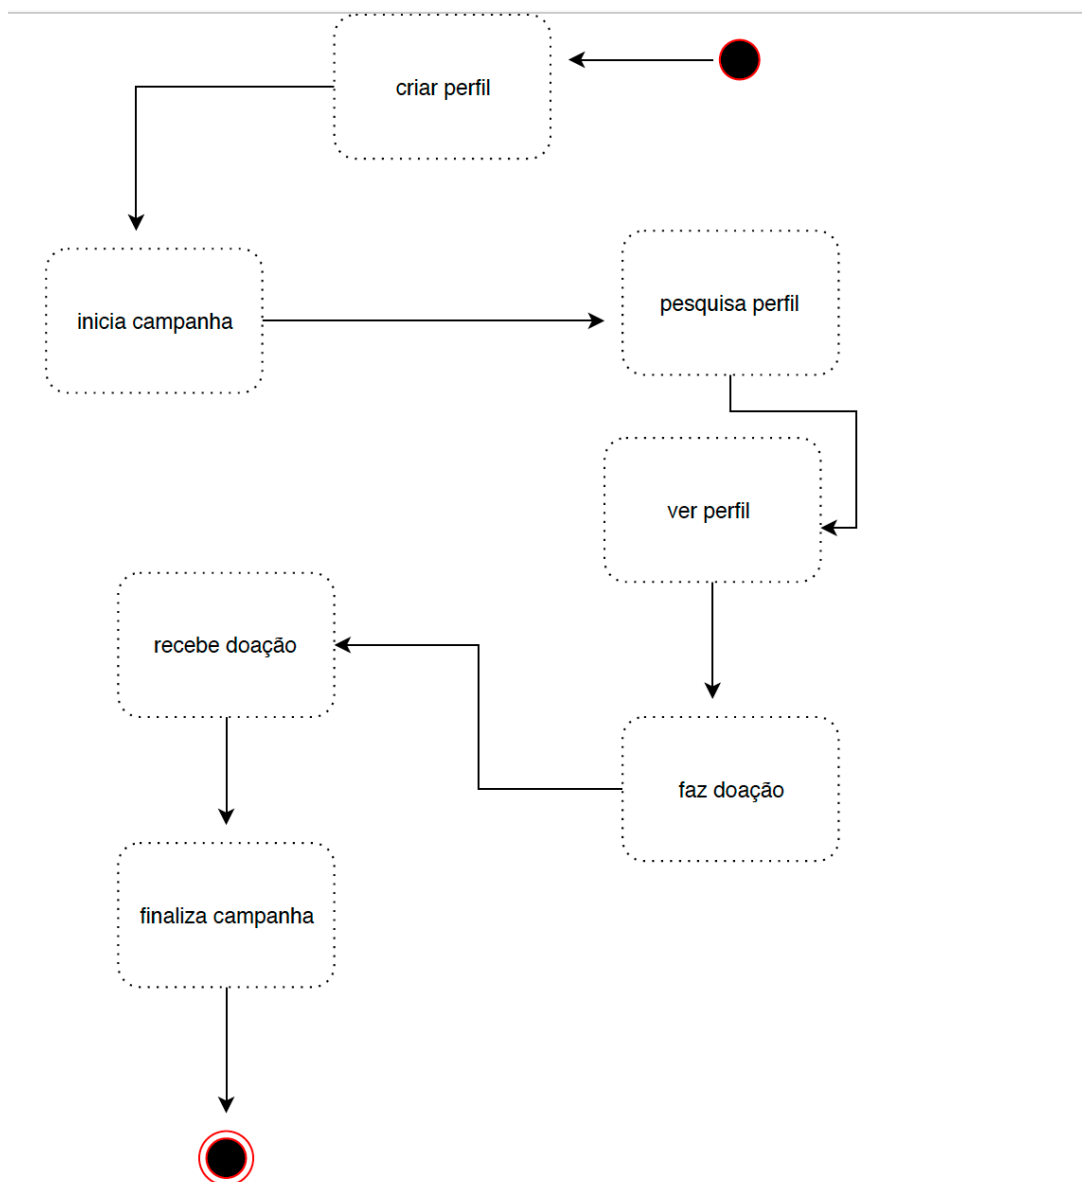 criar perfil
inicia campanha
pesquisa perfil
ver perfil
recebe doação
faz doação
finaliza campanha